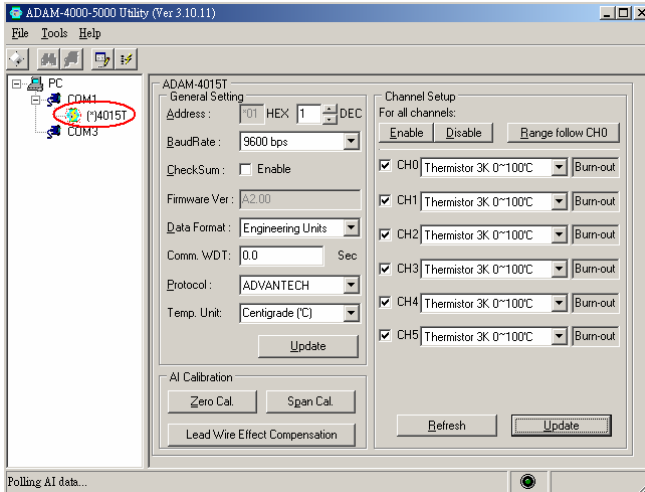 ADAM-4000-5000 Utility (Ver 3.10.11)
File Tools Help
PC
COM1
(*)4015T
COM3
ADAM-4015T
General Setting
Address : *01 HEX 1 DEC
BaudRate : 9600 bps
CheckSum : Enable
Firmware Ver : A2.00
Data Format : Engineering Units
Comm. WDT: 0.0 Sec
Protocol : ADVANTECH
Temp. Unit: Centigrade (°C)
Update
AI Calibration
Zero Cal. Span Cal.
Lead Wire Effect Compensation
Channel Setup
For all channels:
Enable Disable Range follow CH0
CH0 Thermistor 3K 0~100°C Burn-out
CH1 Thermistor 3K 0~100°C Burn-out
CH2 Thermistor 3K 0~100°C Burn-out
CH3 Thermistor 3K 0~100°C Burn-out
CH4 Thermistor 3K 0~100°C Burn-out
CH5 Thermistor 3K 0~100°C Burn-out
Refresh Update
Polling AI data...